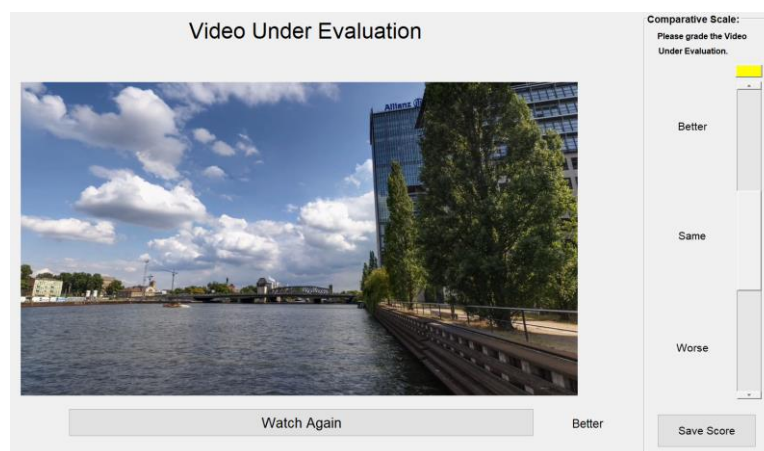 Video Under Evaluation
Comparative Scale:
Please grade the Video
Under Evaluation.
Allianz
Better
Same
Worse
Watch Again
Better
Save Score